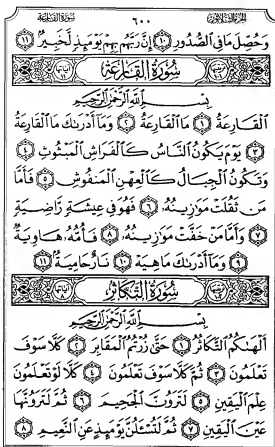 الجزء الثلاثون ٦٠٠ سورة القارعة
وَحُصِّلَ مَا فِي الصُّدُورِ ١٠ إِنَّ رَبَّهُم بِهِمْ يَوْمَئِذٍ لَّخَبِيرٌ ١١
سُورَةُ القَارِعَةِ
بِسْمِ اللَّهِ الرَّحْمَٰنِ الرَّحِيمِ
الْقَارِعَةُ ١ مَا الْقَارِعَةُ ٢ وَمَا أَدْرَاكَ مَا الْقَارِعَةُ
٣ يَوْمَ يَكُونُ النَّاسُ كَالْفَرَاشِ الْمَبْثُوثِ ٤
وَتَكُونُ الْجِبَالُ كَالْعِهْنِ الْمَنفُوشِ ٥ فَأَمَّا
مَن ثَقُلَتْ مَوَازِينُهُ ٦ فَهُوَ فِي عِيشَةٍ رَّاضِيَةٍ
٧ وَأَمَّا مَنْ خَفَّتْ مَوَازِينُهُ ٨ فَأُمُّهُ هَاوِيَةٌ
٩ وَمَا أَدْرَاكَ مَا هِيَهْ ١٠ نَارٌ حَامِيَةٌ ١١
سُورَةُ التَّكَاثُرِ
بِسْمِ اللَّهِ الرَّحْمَٰنِ الرَّحِيمِ
أَلْهَاكُمُ التَّكَاثُرُ ١ حَتَّىٰ زُرْتُمُ الْمَقَابِرَ ٢ كَلَّا سَوْفَ
تَعْلَمُونَ ٣ ثُمَّ كَلَّا سَوْفَ تَعْلَمُونَ ٤ كَلَّا لَوْ تَعْلَمُونَ
عِلْمَ الْيَقِينِ ٥ لَتَرَوُنَّ الْجَحِيمَ ٦ ثُمَّ لَتَرَوُنَّهَا
عَيْنَ الْيَقِينِ ٧ ثُمَّ لَتُسْأَلُنَّ يَوْمَئِذٍ عَنِ النَّعِيمِ ٨